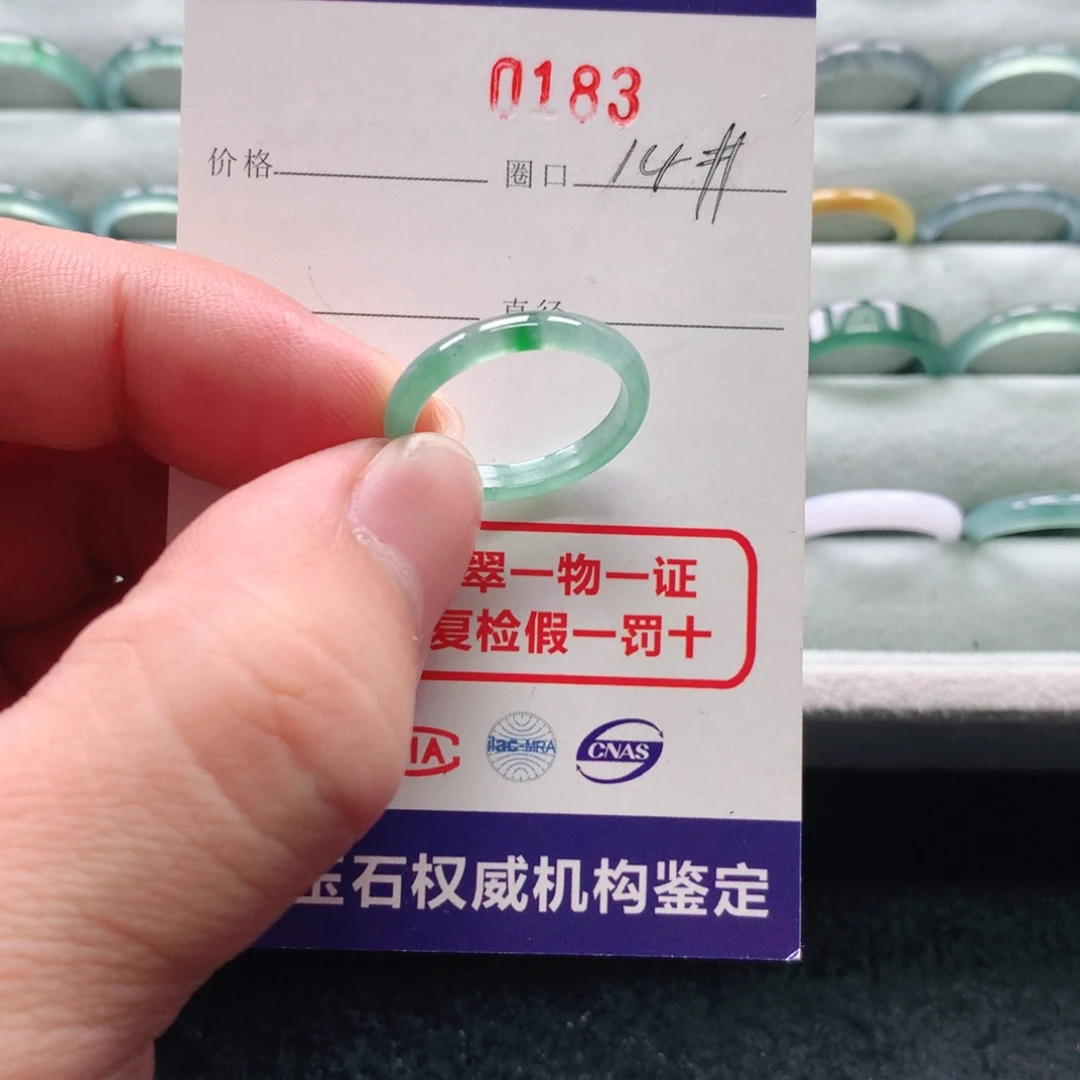 0183
价格 圈口 14#
直径
翠一物一证
复检假一罚十
IA ilac-MRA CNAS
玉石权威机构鉴定